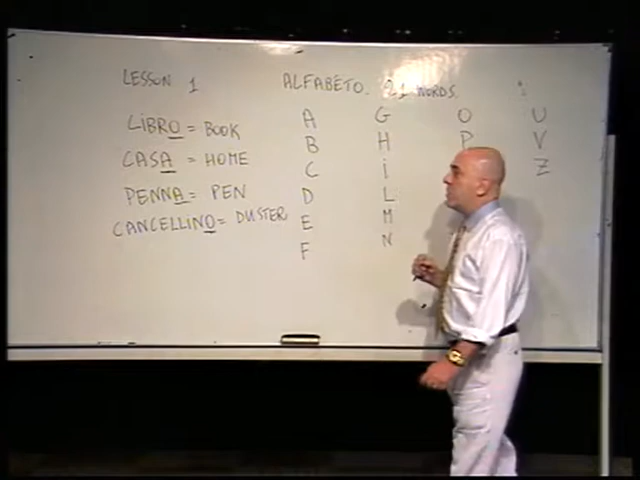 LESSON 1
LIBRO = BOOK
CASA = HOME
PENNA = PEN
CANCELLINO = DUSTER
ALFABETO. 21 WORDS.
A
B
C
D
E
F
G
H
I
L
M
N
O
P
U
V
Z